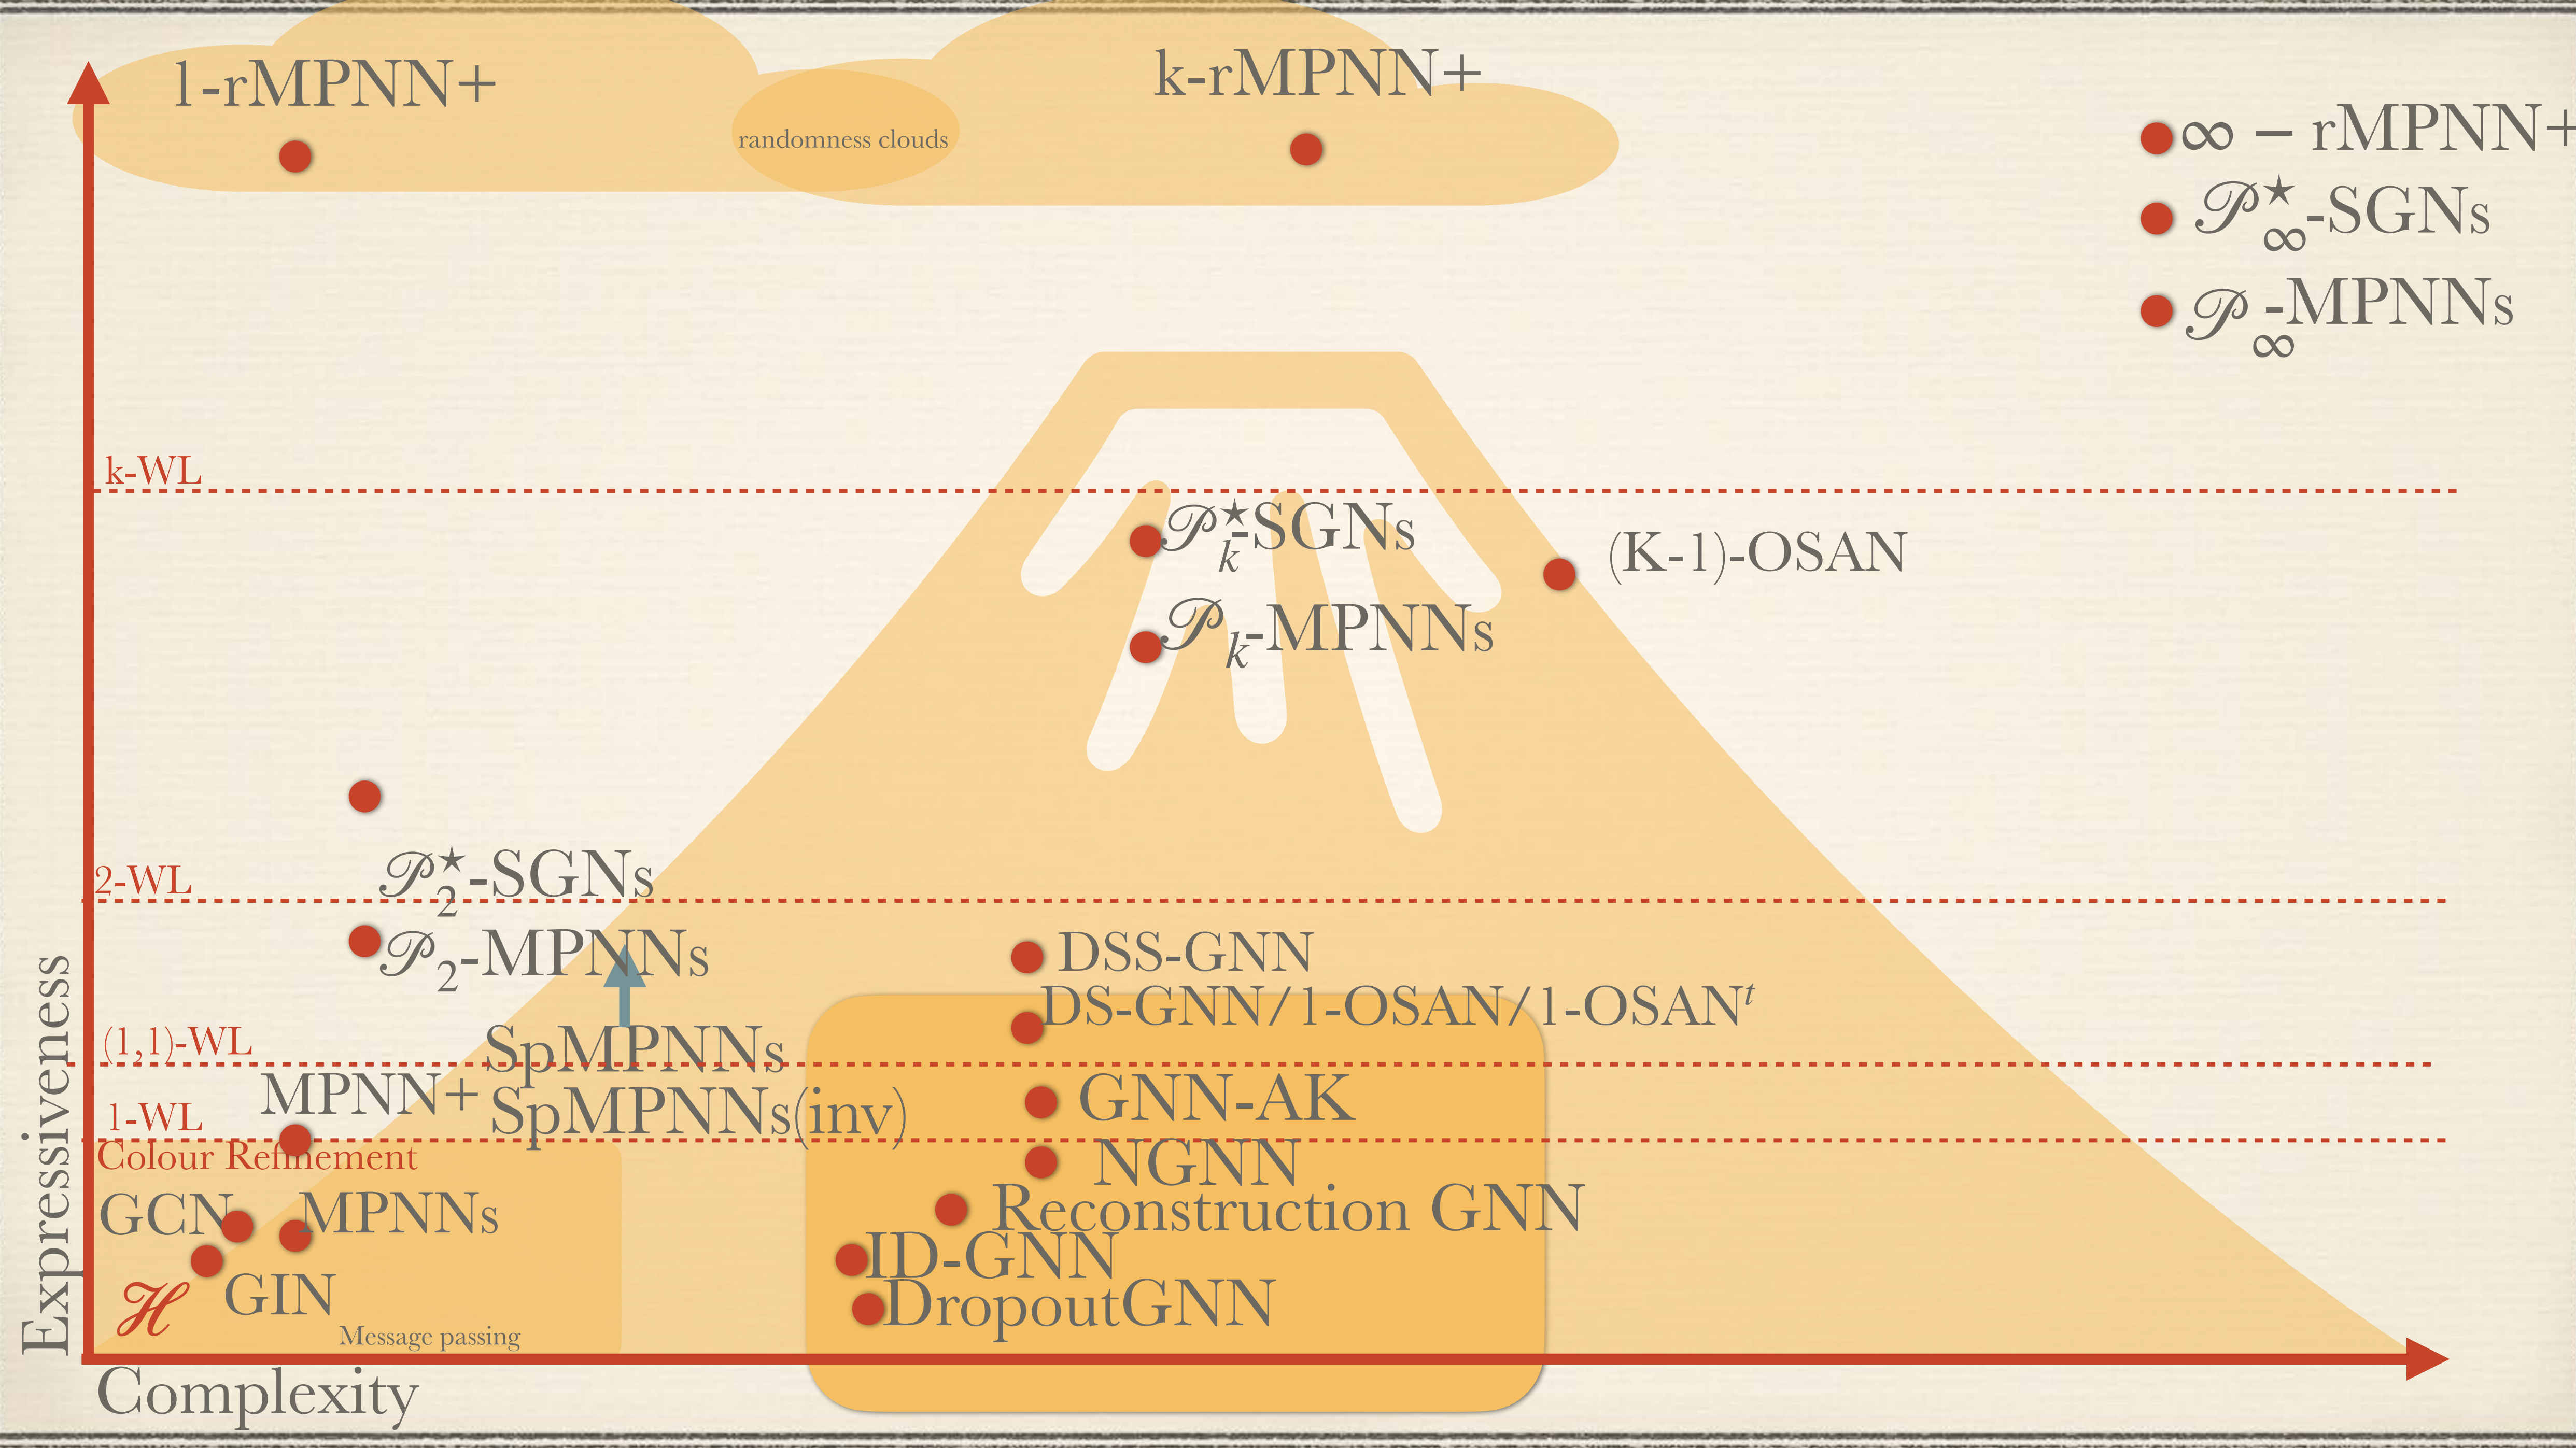 1-rMPNN+
k-rMPNN+
randomness clouds
∞ − rMPNN+
𝒫★∞-SGNs
𝒫∞-MPNNs
k-WL
𝒫★k-SGNs
(K-1)-OSAN
𝒫k-MPNNs
2-WL
𝒫★2-SGNs
𝒫2-MPNNs
DSS-GNN
DS-GNN/1-OSAN/1-OSANᵗ
(1,1)-WL
SpMPNNs
MPNN+
SpMPNNs(inv)
GNN-AK
1-WL
Colour Refinement
NGNN
GCN
MPNNs
Reconstruction GNN
ID-GNN
ℋ
GIN
DropoutGNN
Message passing
Expressiveness
Complexity